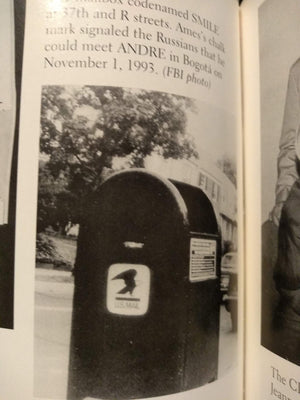 mailbox codenamed SMILE
at 37th and R streets. Ames's chalk
mark signaled the Russians that he
could meet ANDRE in Bogotá on
November 1, 1993. (FBI photo)
U.S. MAIL
The